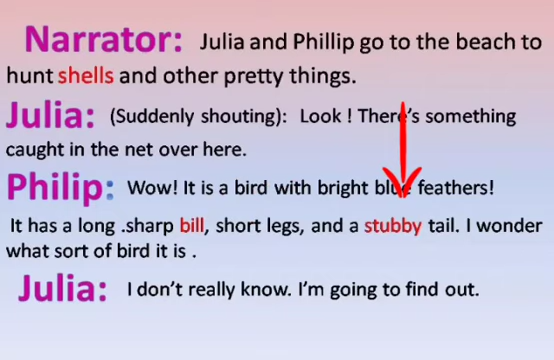 Narrator: Julia and Phillip go to the beach to
hunt shells and other pretty things.
Julia: (Suddenly shouting): Look ! There's something
caught in the net over here.
Philip: Wow! It is a bird with bright blue feathers!
It has a long .sharp bill, short legs, and a stubby tail. I wonder
what sort of bird it is .
Julia: I don't really know. I'm going to find out.